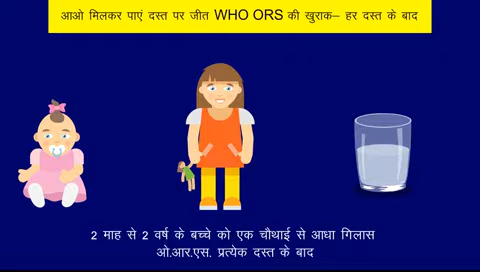 आओ मिलकर पाएं दस्त पर जीत WHO ORS की खुराक– हर दस्त के बाद
2 माह से 2 वर्ष के बच्चे को एक चौथाई से आधा गिलास
ओ.आर.एस. प्रत्येक दस्त के बाद